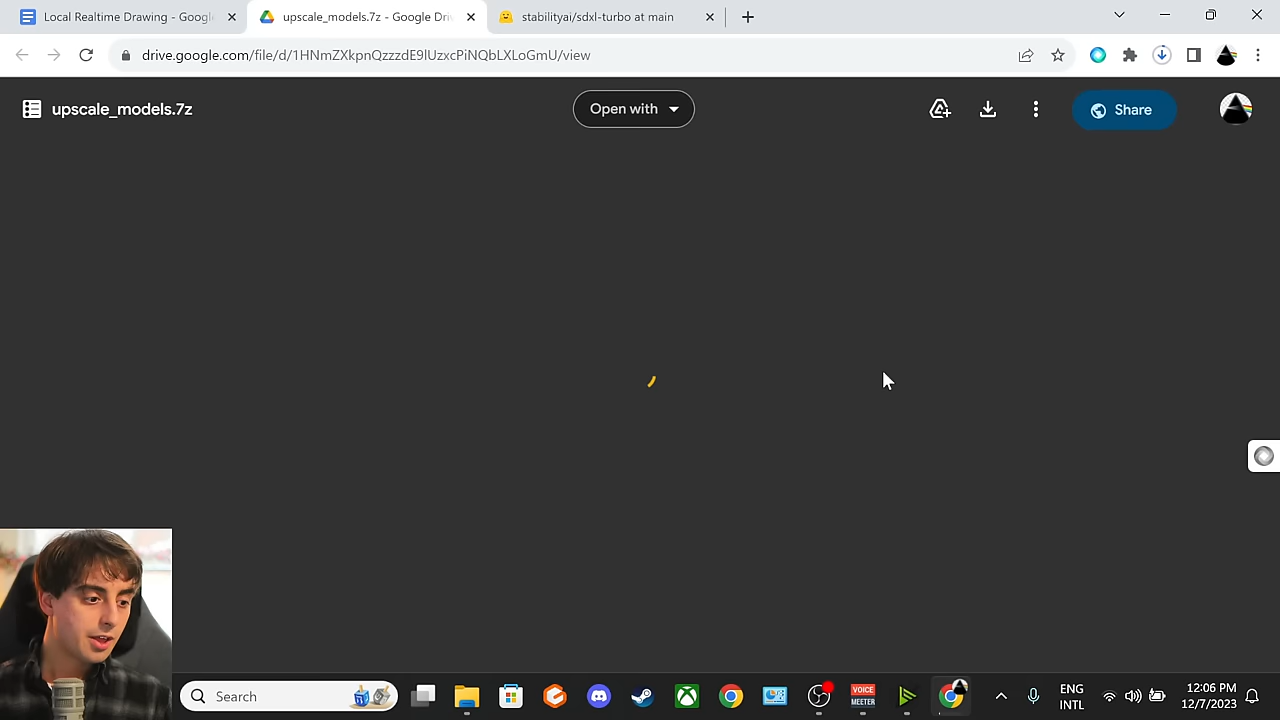 Local Realtime Drawing - Googl
upscale_models.7z - Google Dri
stabilityai/sdxl-turbo at main
drive.google.com/file/d/1HNmZXkpnQzzzdE9lUzxcPiNQbLXLoGmU/view
upscale_models.7z
Open with
Share
Search
VOICE
MEETER
ENG
INTL
12:06 PM
12/7/2023